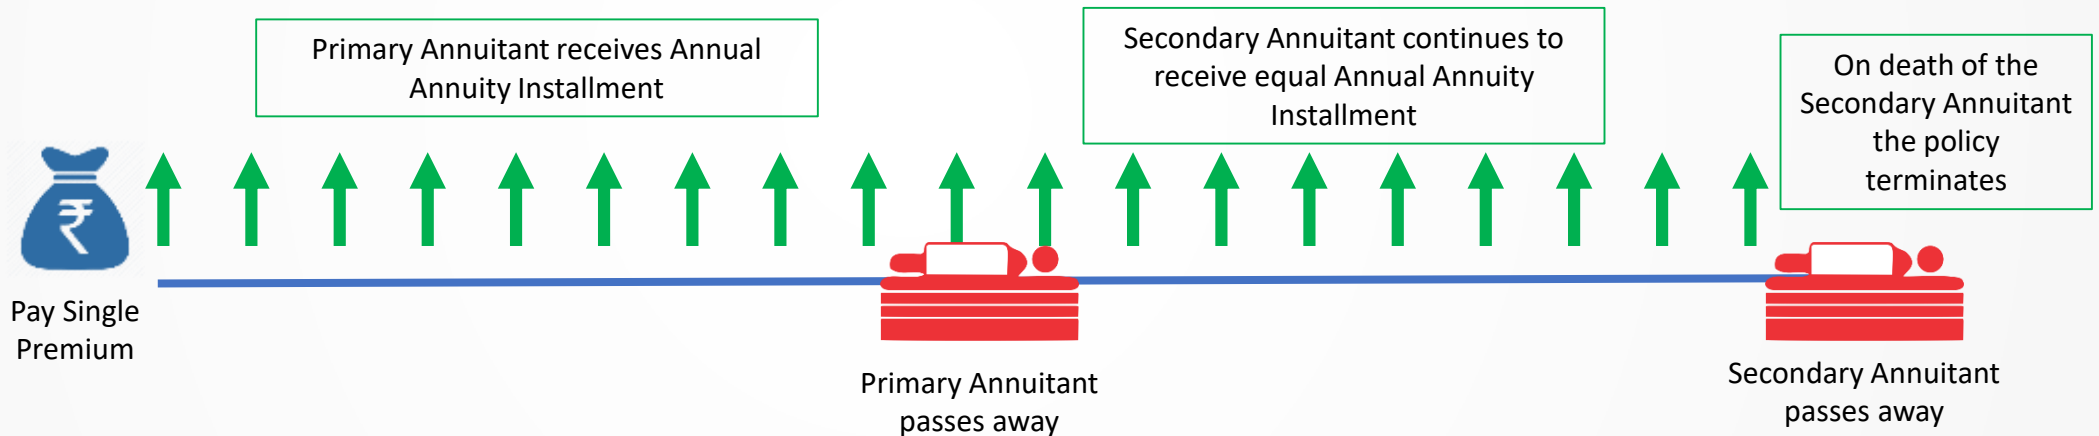 Primary Annuitant receives Annual
Annuity Installment
Secondary Annuitant continues to
receive equal Annual Annuity
Installment
On death of the
Secondary Annuitant
the policy
terminates
₹
Pay Single
Premium
Primary Annuitant
passes away
Secondary Annuitant
passes away